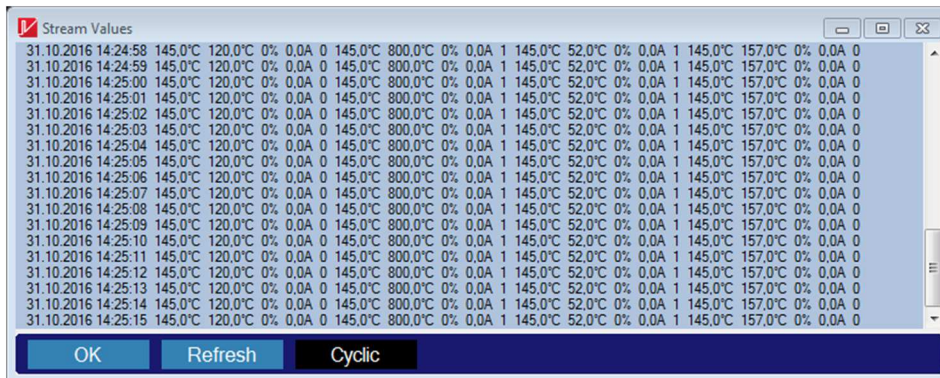 Stream Values
31.10.2016 14:24:58 145,0°C 120,0°C 0% 0,0A 0 145,0°C 800,0°C 0% 0,0A 1 145,0°C 52,0°C 0% 0,0A 1 145,0°C 157,0°C 0% 0,0A 0
31.10.2016 14:24:59 145,0°C 120,0°C 0% 0,0A 0 145,0°C 800,0°C 0% 0,0A 1 145,0°C 52,0°C 0% 0,0A 1 145,0°C 157,0°C 0% 0,0A 0
31.10.2016 14:25:00 145,0°C 120,0°C 0% 0,0A 0 145,0°C 800,0°C 0% 0,0A 1 145,0°C 52,0°C 0% 0,0A 1 145,0°C 157,0°C 0% 0,0A 0
31.10.2016 14:25:01 145,0°C 120,0°C 0% 0,0A 0 145,0°C 800,0°C 0% 0,0A 1 145,0°C 52,0°C 0% 0,0A 1 145,0°C 157,0°C 0% 0,0A 0
31.10.2016 14:25:02 145,0°C 120,0°C 0% 0,0A 0 145,0°C 800,0°C 0% 0,0A 1 145,0°C 52,0°C 0% 0,0A 1 145,0°C 157,0°C 0% 0,0A 0
31.10.2016 14:25:03 145,0°C 120,0°C 0% 0,0A 0 145,0°C 800,0°C 0% 0,0A 1 145,0°C 52,0°C 0% 0,0A 1 145,0°C 157,0°C 0% 0,0A 0
31.10.2016 14:25:04 145,0°C 120,0°C 0% 0,0A 0 145,0°C 800,0°C 0% 0,0A 1 145,0°C 52,0°C 0% 0,0A 1 145,0°C 157,0°C 0% 0,0A 0
31.10.2016 14:25:05 145,0°C 120,0°C 0% 0,0A 0 145,0°C 800,0°C 0% 0,0A 1 145,0°C 52,0°C 0% 0,0A 1 145,0°C 157,0°C 0% 0,0A 0
31.10.2016 14:25:06 145,0°C 120,0°C 0% 0,0A 0 145,0°C 800,0°C 0% 0,0A 1 145,0°C 52,0°C 0% 0,0A 1 145,0°C 157,0°C 0% 0,0A 0
31.10.2016 14:25:07 145,0°C 120,0°C 0% 0,0A 0 145,0°C 800,0°C 0% 0,0A 1 145,0°C 52,0°C 0% 0,0A 1 145,0°C 157,0°C 0% 0,0A 0
31.10.2016 14:25:08 145,0°C 120,0°C 0% 0,0A 0 145,0°C 800,0°C 0% 0,0A 1 145,0°C 52,0°C 0% 0,0A 1 145,0°C 157,0°C 0% 0,0A 0
31.10.2016 14:25:09 145,0°C 120,0°C 0% 0,0A 0 145,0°C 800,0°C 0% 0,0A 1 145,0°C 52,0°C 0% 0,0A 1 145,0°C 157,0°C 0% 0,0A 0
31.10.2016 14:25:10 145,0°C 120,0°C 0% 0,0A 0 145,0°C 800,0°C 0% 0,0A 1 145,0°C 52,0°C 0% 0,0A 1 145,0°C 157,0°C 0% 0,0A 0
31.10.2016 14:25:11 145,0°C 120,0°C 0% 0,0A 0 145,0°C 800,0°C 0% 0,0A 1 145,0°C 52,0°C 0% 0,0A 1 145,0°C 157,0°C 0% 0,0A 0
31.10.2016 14:25:12 145,0°C 120,0°C 0% 0,0A 0 145,0°C 800,0°C 0% 0,0A 1 145,0°C 52,0°C 0% 0,0A 1 145,0°C 157,0°C 0% 0,0A 0
31.10.2016 14:25:13 145,0°C 120,0°C 0% 0,0A 0 145,0°C 800,0°C 0% 0,0A 1 145,0°C 52,0°C 0% 0,0A 1 145,0°C 157,0°C 0% 0,0A 0
31.10.2016 14:25:14 145,0°C 120,0°C 0% 0,0A 0 145,0°C 800,0°C 0% 0,0A 1 145,0°C 52,0°C 0% 0,0A 1 145,0°C 157,0°C 0% 0,0A 0
31.10.2016 14:25:15 145,0°C 120,0°C 0% 0,0A 0 145,0°C 800,0°C 0% 0,0A 1 145,0°C 52,0°C 0% 0,0A 1 145,0°C 157,0°C 0% 0,0A 0
OK Refresh Cyclic